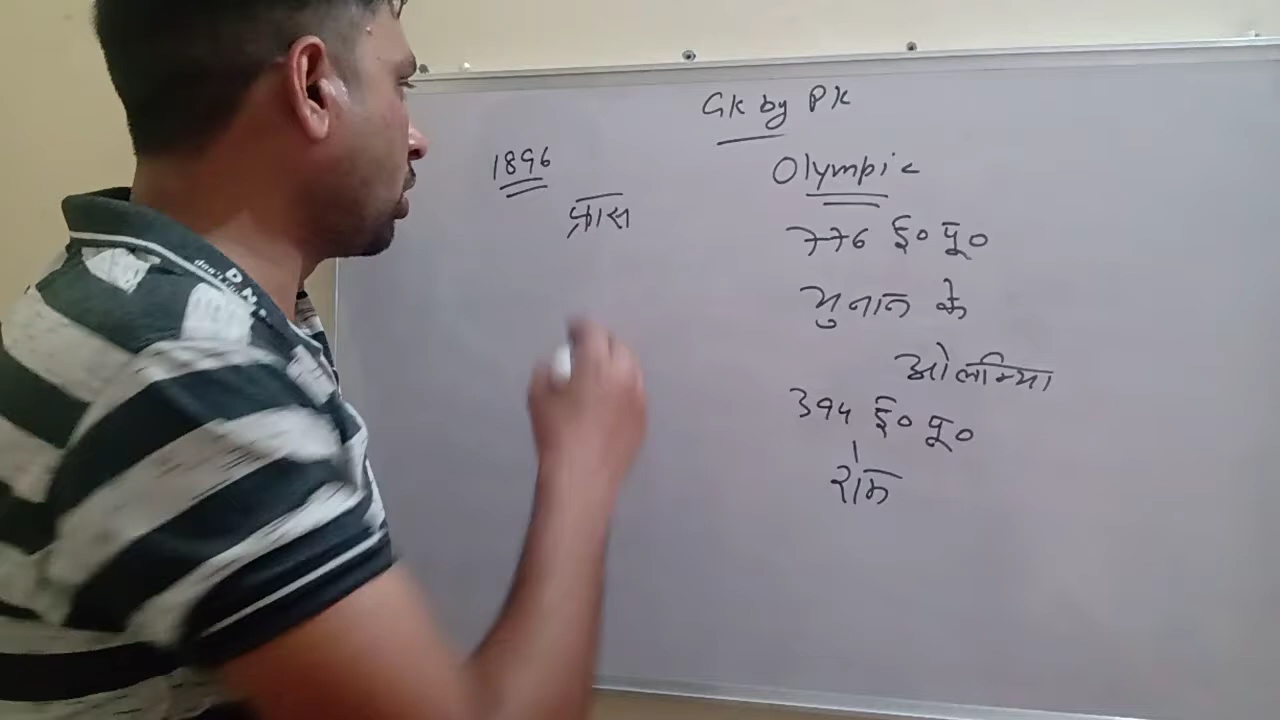 GK by PK
Olympic
776 ई० पू०
युनान के
ओलम्पिया
394 ई० पू०
रोम
1896
फ्रांस